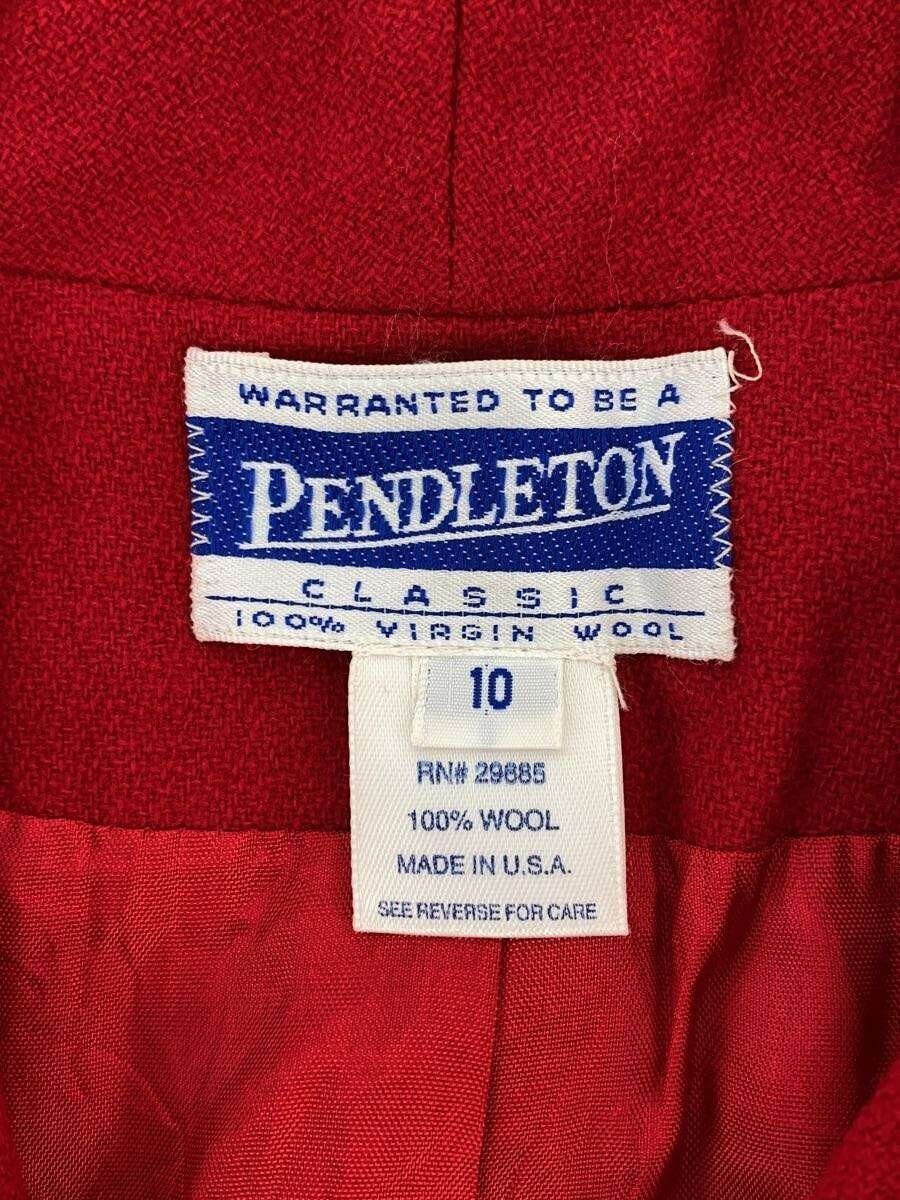 WARRANTED TO BE A
PENDLETON
CLASSIC
100% VIRGIN WOOL
10
RN# 29685
100% WOOL
MADE IN U.S.A.
SEE REVERSE FOR CARE